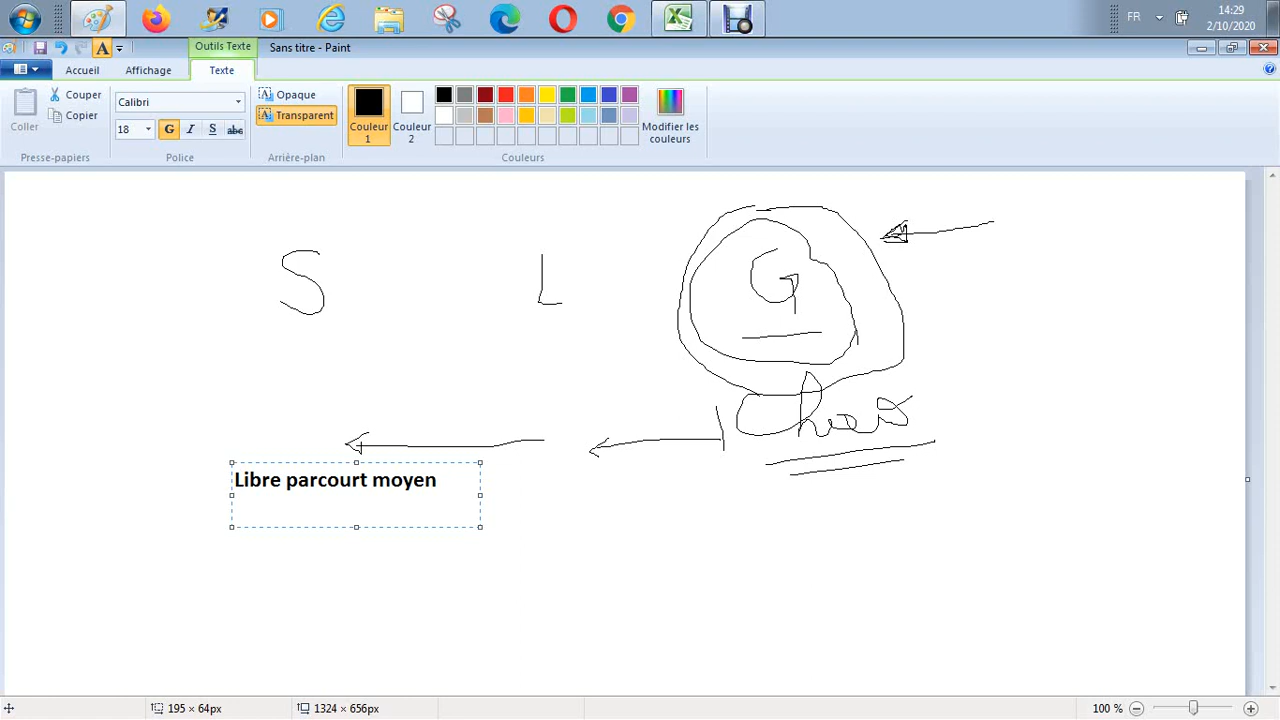 14:29
FR
2/10/2020
Outils Texte
Sans titre - Paint
Accueil
Affichage
Texte
Coller
Couper
Copier
Presse-papiers
Calibri
18
G I S abc
Police
Opaque
Transparent
Arrière-plan
Couleur 1
Couleur 2
Modifier les couleurs
Couleurs
S L G
Libre parcourt moyen
195 × 64px
1324 × 656px
100 %